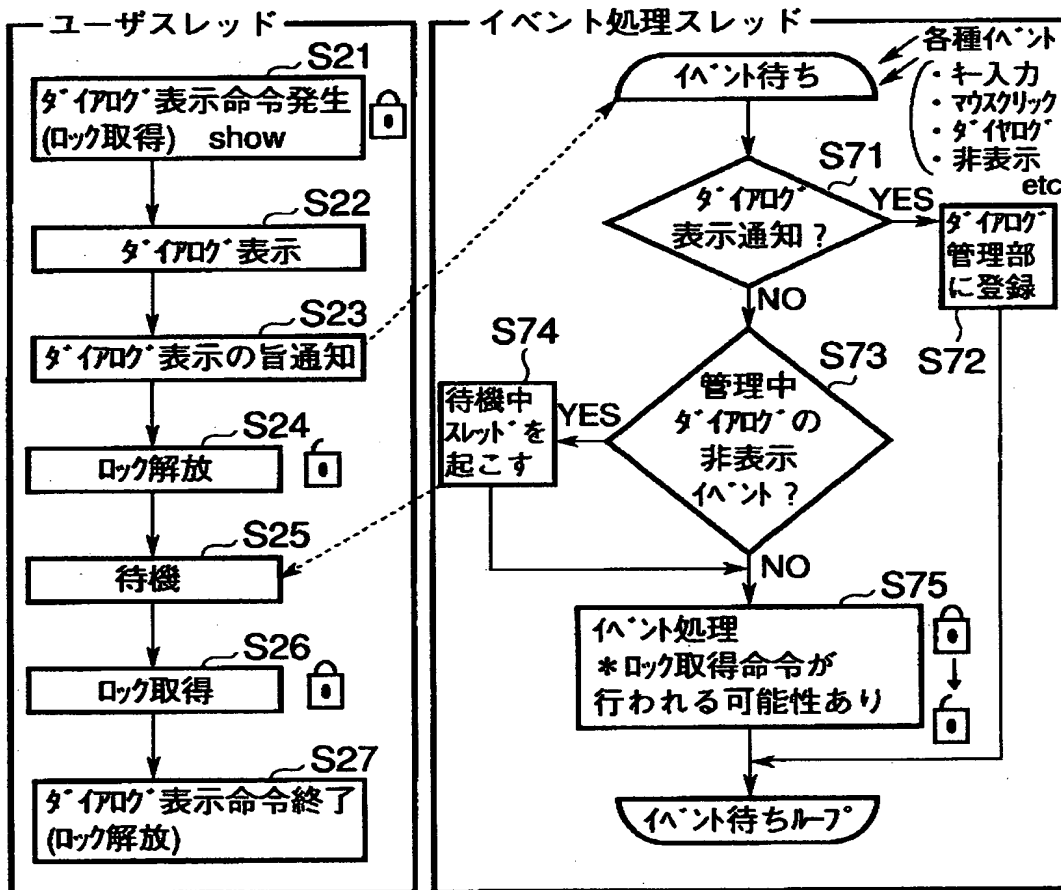 ユーザスレッド
S21
ダイアログ表示命令発生
(ロック取得) show
S22
ダイアログ表示
S23
ダイアログ表示の旨通知
S24
ロック解放
S25
待機
S26
ロック取得
S27
ダイアログ表示命令終了
(ロック解放)
イベント処理スレッド
イベント待ち
各種イベント
・キー入力
・マウスクリック
・ダイヤログ
・非表示
etc
S71
ダイアログ
表示通知?
YES
NO
ダイアログ
管理部
に登録
S72
S73
管理中
ダイアログの
非表示
イベント?
YES
NO
S74
待機中
スレッドを
起こす
S75
イベント処理
*ロック取得命令が
行われる可能性あり
イベント待ちループ